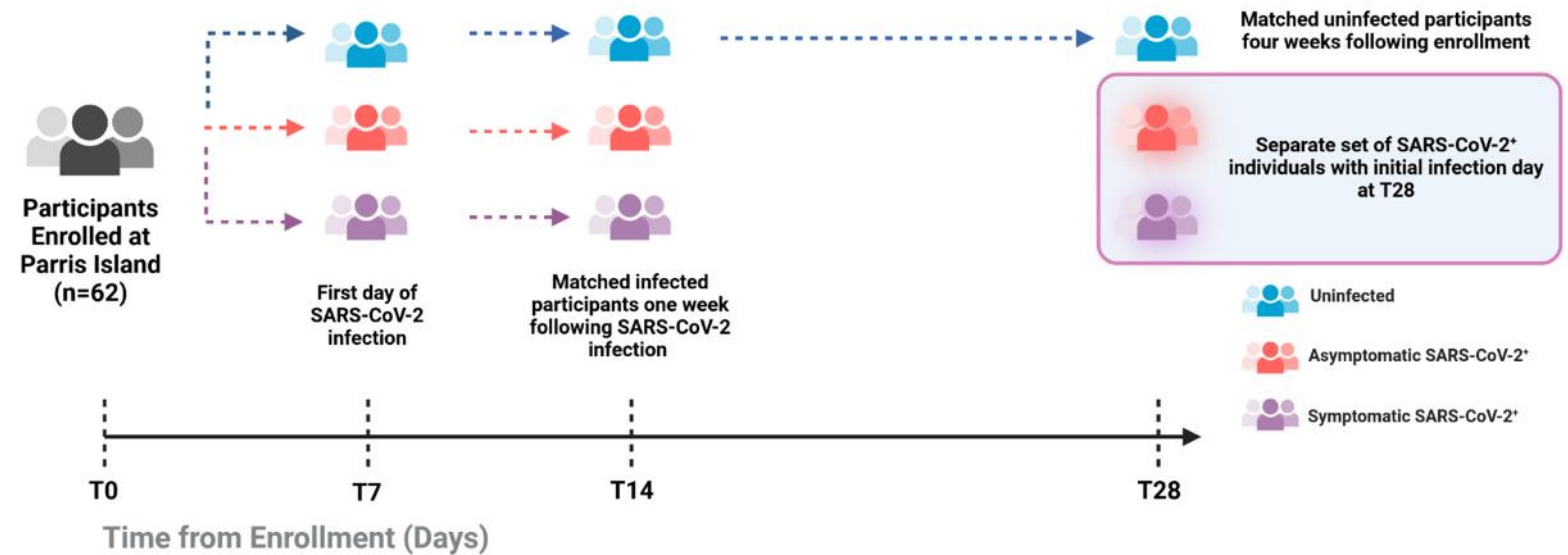 Matched uninfected participants
four weeks following enrollment
Participants
Enrolled at
Parris Island
(n=62)
First day of
SARS-CoV-2
infection
Matched infected
participants one week
following SARS-CoV-2
infection
Separate set of SARS-CoV-2⁺
individuals with initial infection day
at T28
Uninfected
Asymptomatic SARS-CoV-2⁺
Symptomatic SARS-CoV-2⁺
T0
T7
T14
T28
Time from Enrollment (Days)